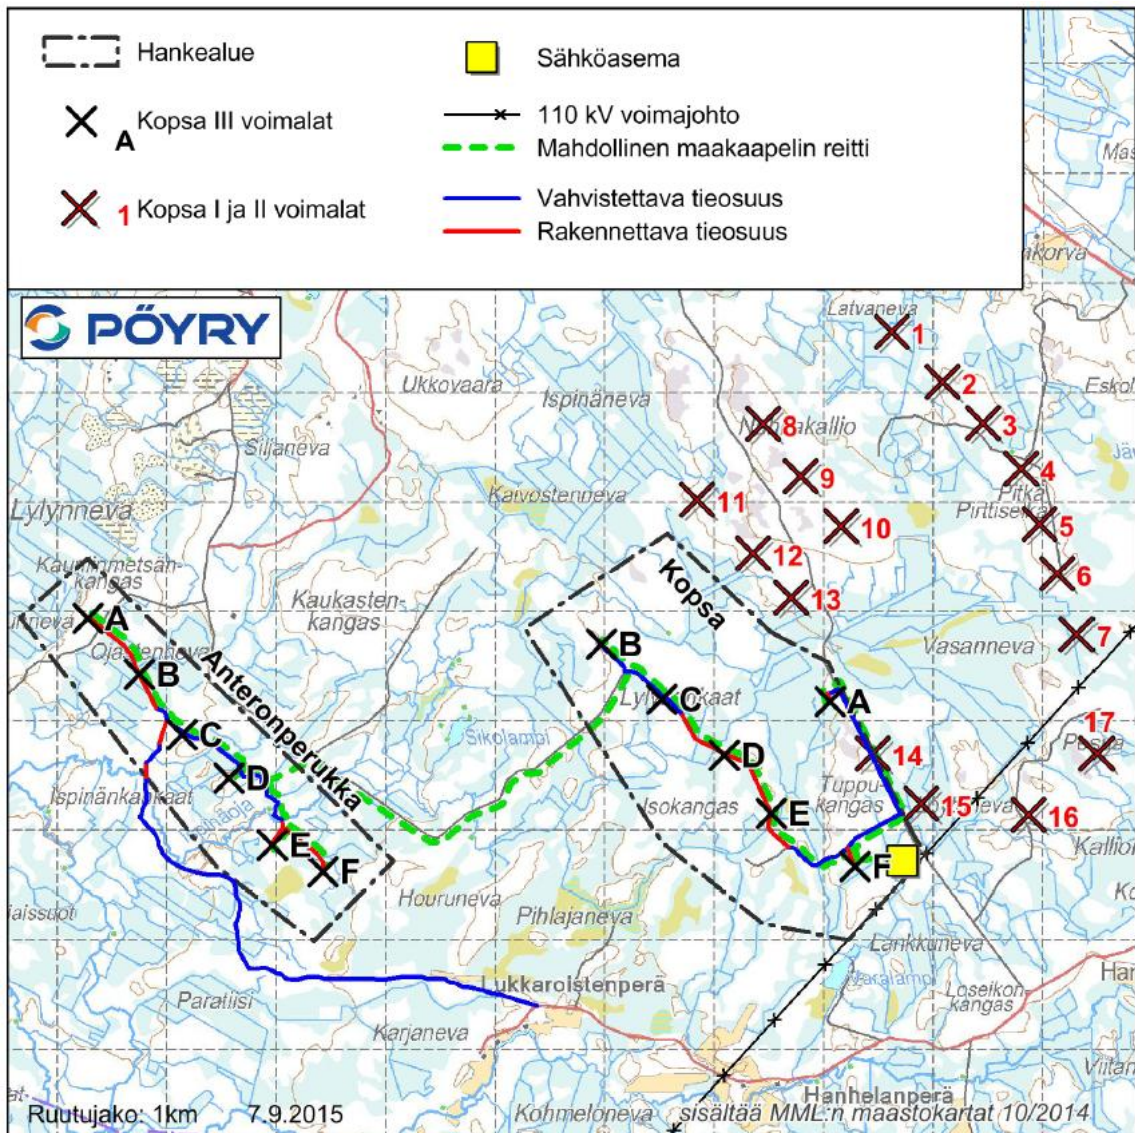 Hankealue
Sähköasema
A
Kopsa III voimalat
110 kV voimajohto
Mahdollinen maakaapelin reitti
1
Kopsa I ja II voimalat
Vahvistettava tieosuus
Rakennettava tieosuus
PÖYRY
Latvaneva
1
Ukkovaara
Ispinäneva
2
8
3
Siljaneva
9
4
Kaivostenneva
11
Pitkä
Lylynneva
10
5
12
Kopsa
6
Kaukasten-
kangas
13
A
B
Vasanneva
7
Anteronperukka
B
C
A
C
Sikolampi
D
14
17
D
Tuppu-
kangas
Ispinänkankaat
Isokangas
E
15
16
E
F
F
Houruneva
Pihlajaneva
Lankkuneva
Paratiisi
Lukkaroistenperä
Loseikon-
kangas
Karjaneva
Hanhelanperä
Ruutujako: 1km
7.9.2015
Kohmelöneva
sisältää MML:n maastokartat 10/2014